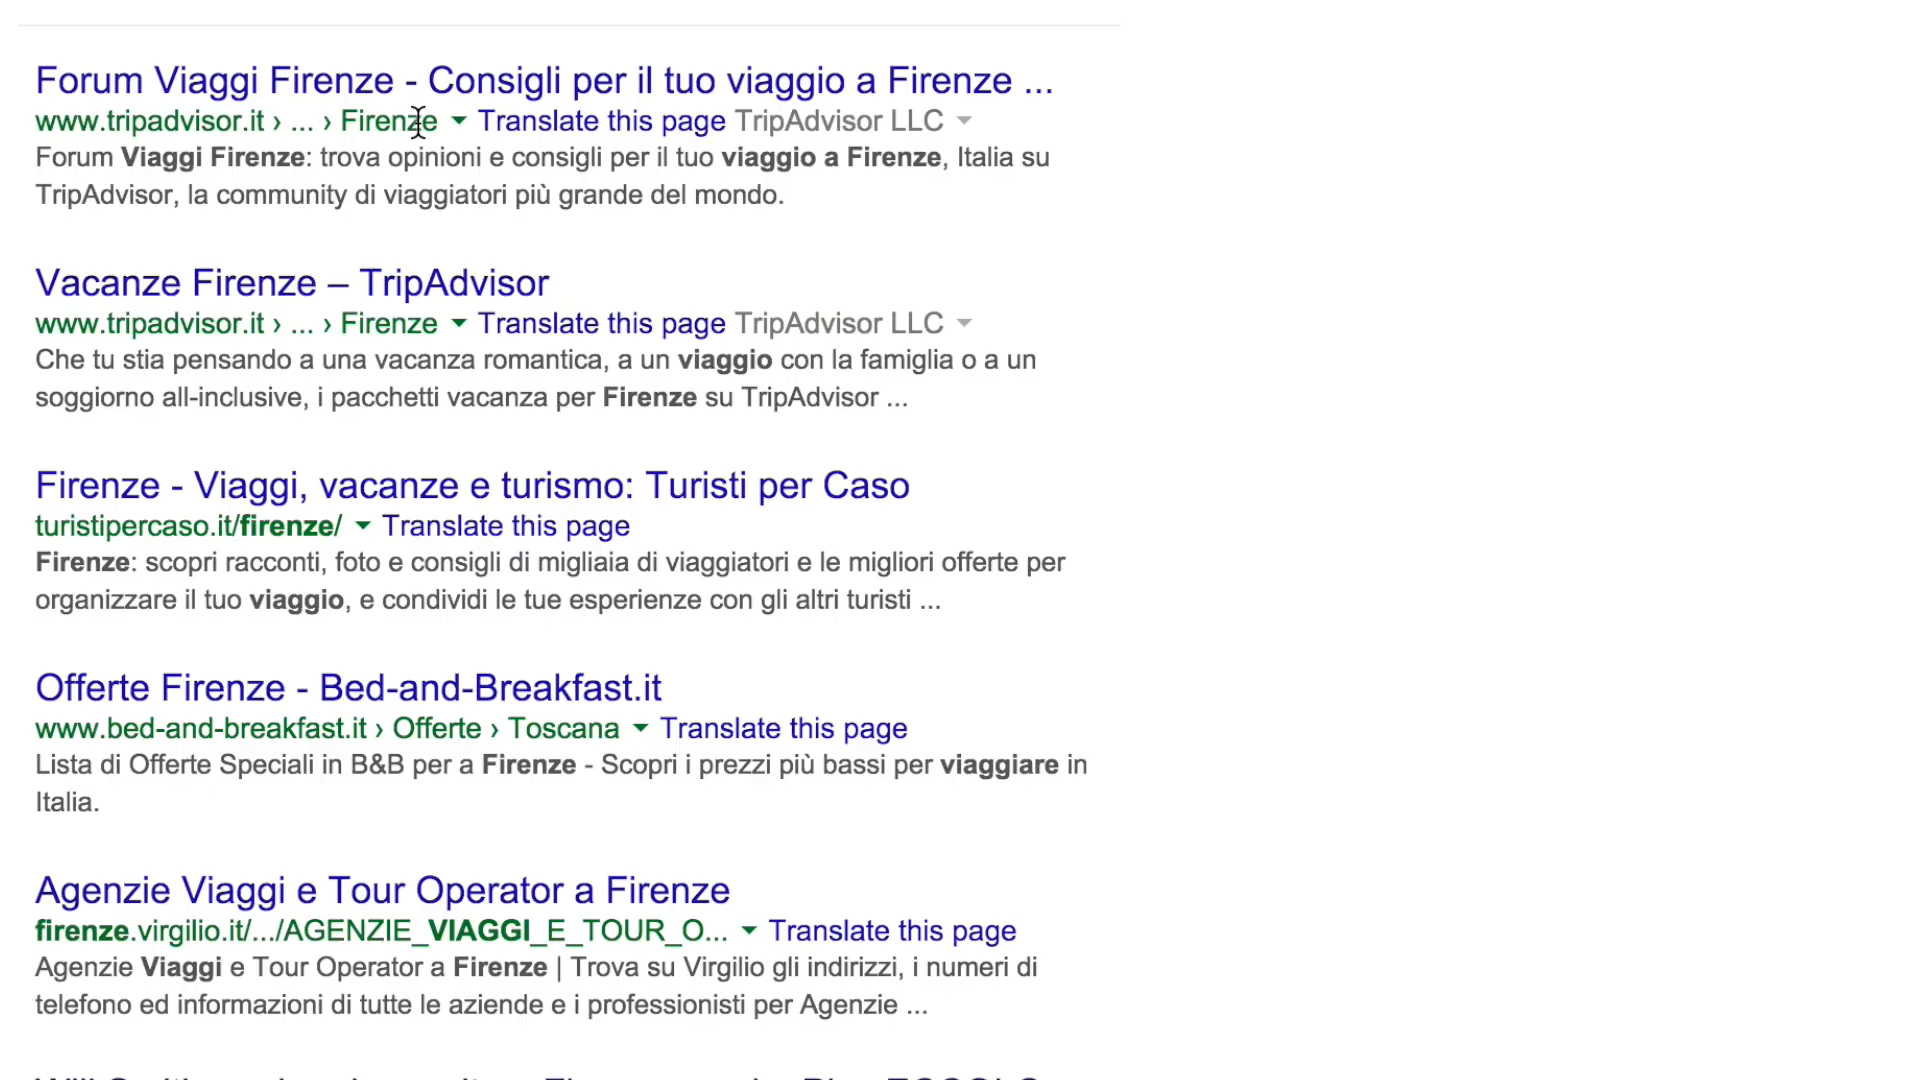 Forum Viaggi Firenze - Consigli per il tuo viaggio a Firenze ...
www.tripadvisor.it › ... › Firenze Translate this page TripAdvisor LLC
Forum Viaggi Firenze: trova opinioni e consigli per il tuo viaggio a Firenze, Italia su
TripAdvisor, la community di viaggiatori più grande del mondo.
Vacanze Firenze – TripAdvisor
www.tripadvisor.it › ... › Firenze Translate this page TripAdvisor LLC
Che tu stia pensando a una vacanza romantica, a un viaggio con la famiglia o a un
soggiorno all-inclusive, i pacchetti vacanza per Firenze su TripAdvisor ...
Firenze - Viaggi, vacanze e turismo: Turisti per Caso
turistipercaso.it/firenze/ Translate this page
Firenze: scopri racconti, foto e consigli di migliaia di viaggiatori e le migliori offerte per
organizzare il tuo viaggio, e condividi le tue esperienze con gli altri turisti ...
Offerte Firenze - Bed-and-Breakfast.it
www.bed-and-breakfast.it › Offerte › Toscana Translate this page
Lista di Offerte Speciali in B&B per a Firenze - Scopri i prezzi più bassi per viaggiare in
Italia.
Agenzie Viaggi e Tour Operator a Firenze
firenze.virgilio.it/.../AGENZIE_VIAGGI_E_TOUR_O... Translate this page
Agenzie Viaggi e Tour Operator a Firenze | Trova su Virgilio gli indirizzi, i numeri di
telefono ed informazioni di tutte le aziende e i professionisti per Agenzie ...